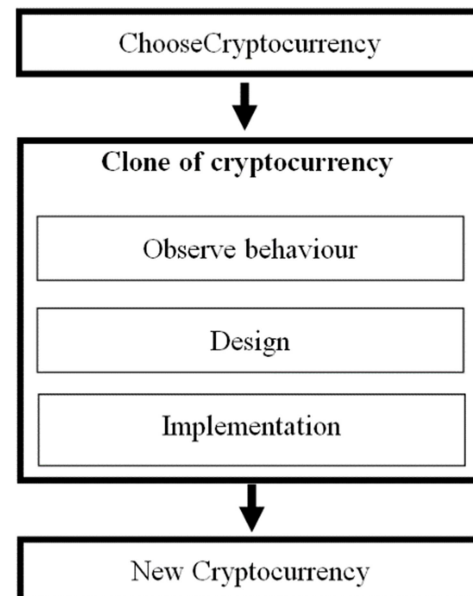 ChooseCryptocurrency
Clone of cryptocurrency
Observe behaviour
Design
Implementation
New Cryptocurrency